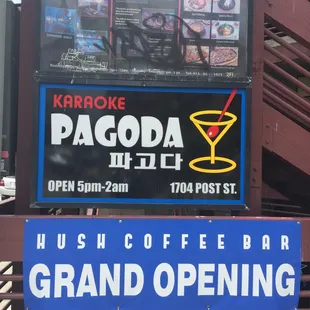 KARAOKE
PAGODA
파고다
OPEN 5pm-2am 1704 POST ST.
HUSH COFFEE BAR
GRAND OPENING